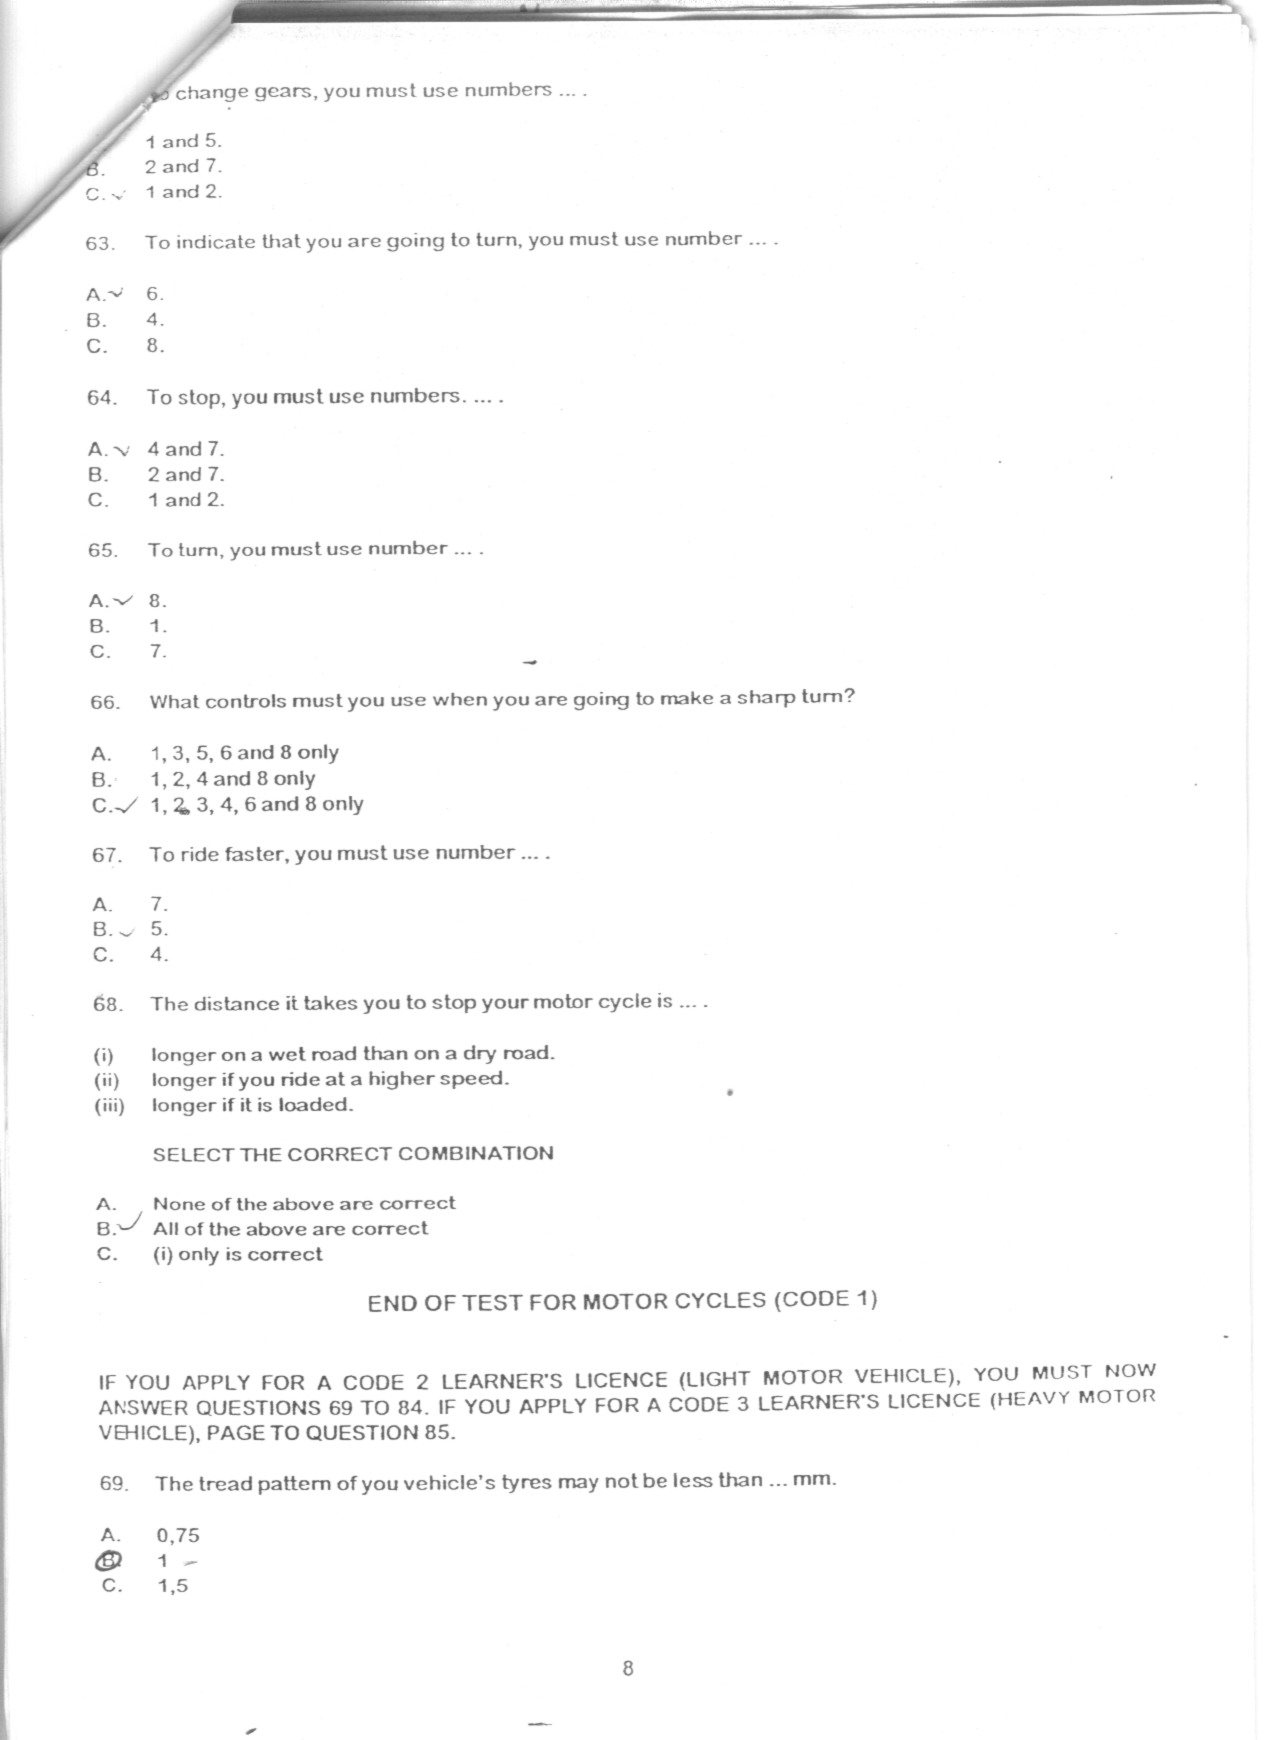 change gears, you must use numbers ... .
1 and 5.
B. 2 and 7.
C. ✓ 1 and 2.
63. To indicate that you are going to turn, you must use number ... .
A. ✓ 6.
B. 4.
C. 8.
64. To stop, you must use numbers. ... .
A. ✓ 4 and 7.
B. 2 and 7.
C. 1 and 2.
65. To turn, you must use number ... .
A. ✓ 8.
B. 1.
C. 7.
66. What controls must you use when you are going to make a sharp turn?
A. 1, 3, 5, 6 and 8 only
B. 1, 2, 4 and 8 only
C. ✓ 1, 2, 3, 4, 6 and 8 only
67. To ride faster, you must use number ... .
A. 7.
B. ✓ 5.
C. 4.
68. The distance it takes you to stop your motor cycle is ... .
(i) longer on a wet road than on a dry road.
(ii) longer if you ride at a higher speed.
(iii) longer if it is loaded.
SELECT THE CORRECT COMBINATION
A. None of the above are correct
B. ✓ All of the above are correct
C. (i) only is correct
END OF TEST FOR MOTOR CYCLES (CODE 1)
IF YOU APPLY FOR A CODE 2 LEARNER'S LICENCE (LIGHT MOTOR VEHICLE), YOU MUST NOW
ANSWER QUESTIONS 69 TO 84. IF YOU APPLY FOR A CODE 3 LEARNER'S LICENCE (HEAVY MOTOR
VEHICLE), PAGE TO QUESTION 85.
69. The tread pattern of you vehicle's tyres may not be less than ... mm.
A. 0,75
B. 1
C. 1,5
8